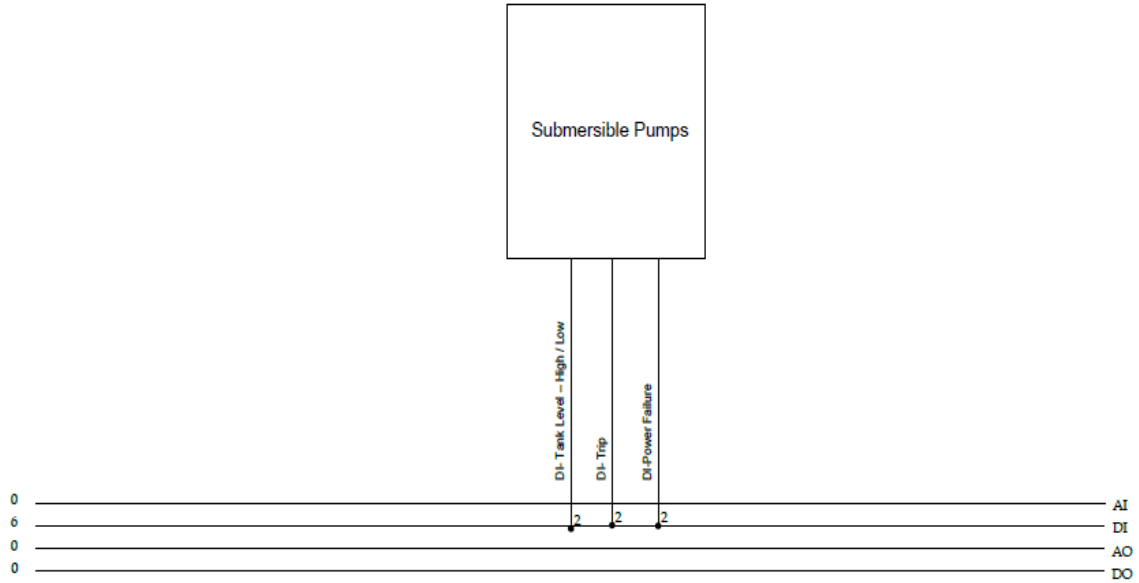 Submersible Pumps
DI- Tank Level – High / Low
DI- Trip
DI-Power Failure
0 AI
6 2 2 2 DI
0 AO
0 DO